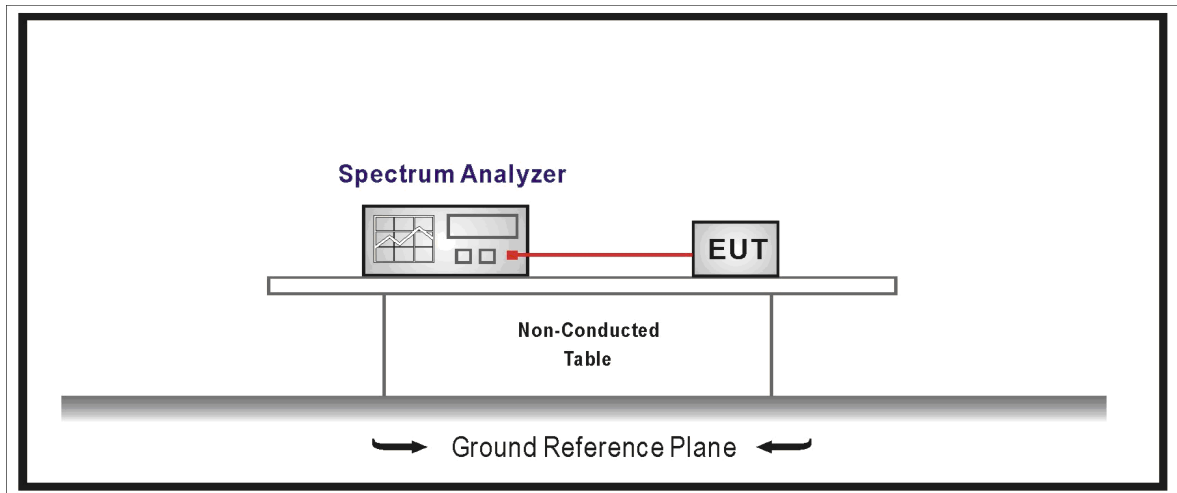 Spectrum Analyzer
EUT
Non-Conducted
Table
Ground Reference Plane